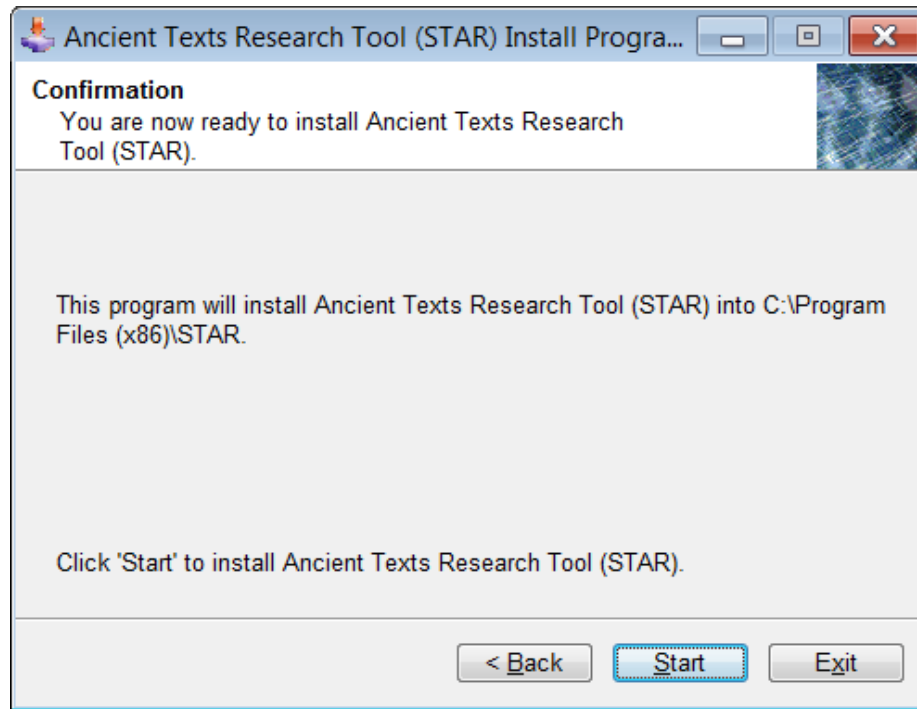 Ancient Texts Research Tool (STAR) Install Progra...
Confirmation
You are now ready to install Ancient Texts Research
Tool (STAR).
This program will install Ancient Texts Research Tool (STAR) into C:\Program
Files (x86)\STAR.
Click 'Start' to install Ancient Texts Research Tool (STAR).
< Back Start Exit